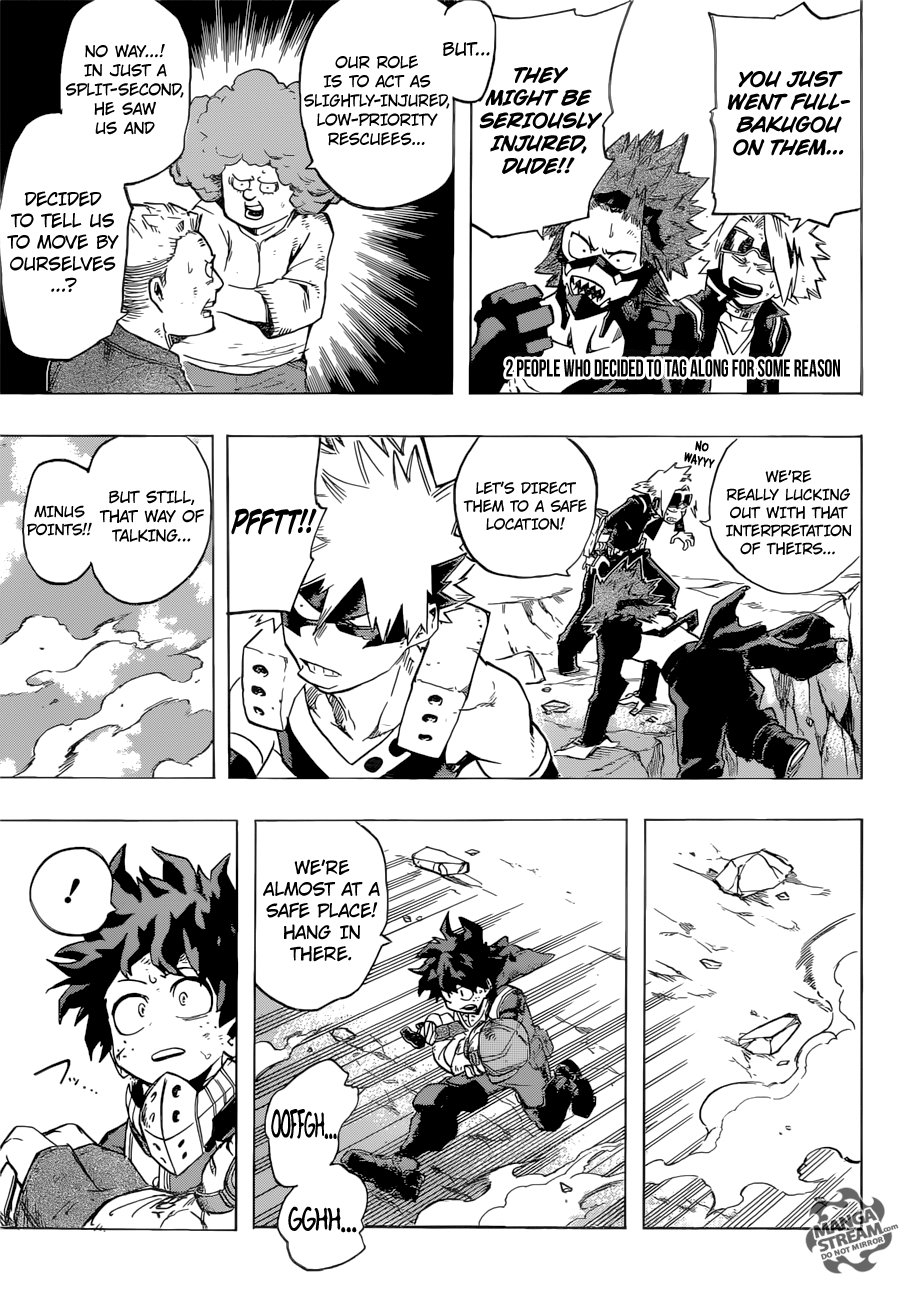 YOU JUST
WENT FULL-
BAKUGOU
ON THEM...
THEY
MIGHT BE
SERIOUSLY
INJURED,
DUDE!!
2 PEOPLE WHO DECIDED TO TAG ALONG FOR SOME REASON
BUT...
OUR ROLE
IS TO ACT AS
SLIGHTLY-INJURED,
LOW-PRIORITY
RESCUEES...
NO WAY...!
IN JUST A
SPLIT-SECOND,
HE SAW
US AND
DECIDED
TO TELL US
TO MOVE BY
OURSELVES
...?
WE'RE
REALLY LUCKING
OUT WITH THAT
INTERPRETATION
OF THEIRS...
NO
WAYYY
LET'S DIRECT
THEM TO A SAFE
LOCATION!
PFFTT!!
BUT STILL,
THAT WAY OF
TALKING...
MINUS
POINTS!!
WE'RE
ALMOST AT A
SAFE PLACE!
HANG IN
THERE.
OOFFGH...
GGHH...
!
MANGA
STREAM.com
DO NOT MIRROR